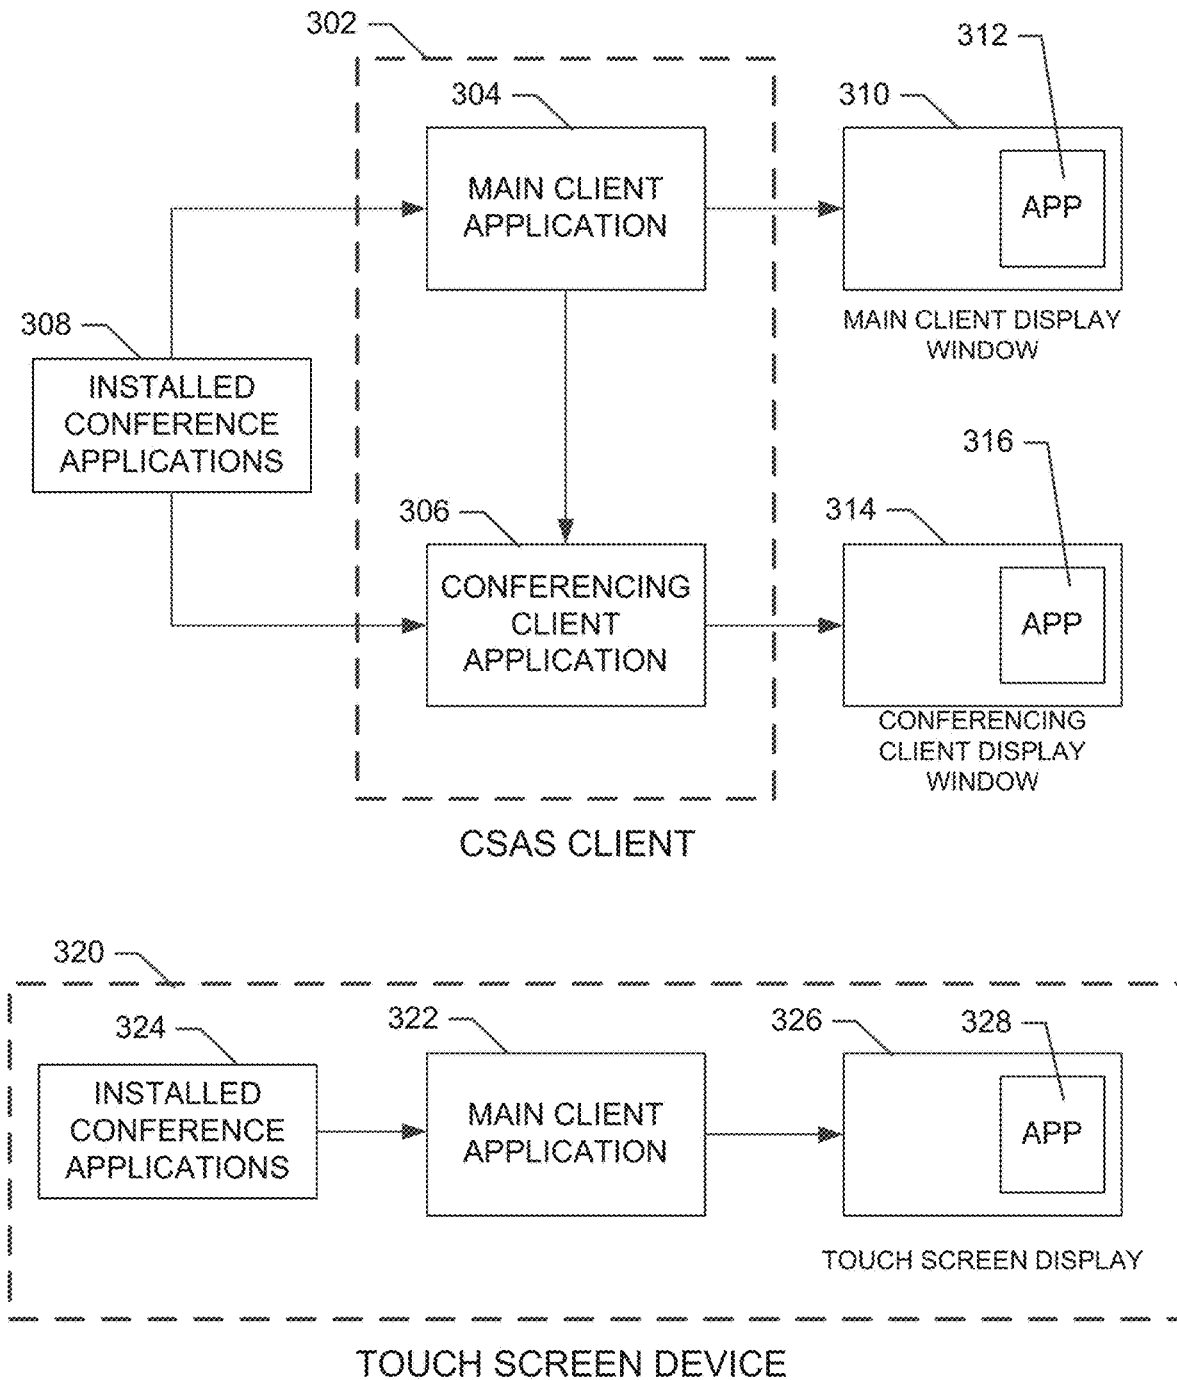 302
312
304
310
MAIN CLIENT
APPLICATION
APP
308
MAIN CLIENT DISPLAY
WINDOW
INSTALLED
CONFERENCE
APPLICATIONS
316
306
314
CONFERENCING
CLIENT
APPLICATION
APP
CONFERENCING
CLIENT DISPLAY
WINDOW
CSAS CLIENT
320
324
322
326
328
INSTALLED
CONFERENCE
APPLICATIONS
MAIN CLIENT
APPLICATION
APP
TOUCH SCREEN DISPLAY
TOUCH SCREEN DEVICE